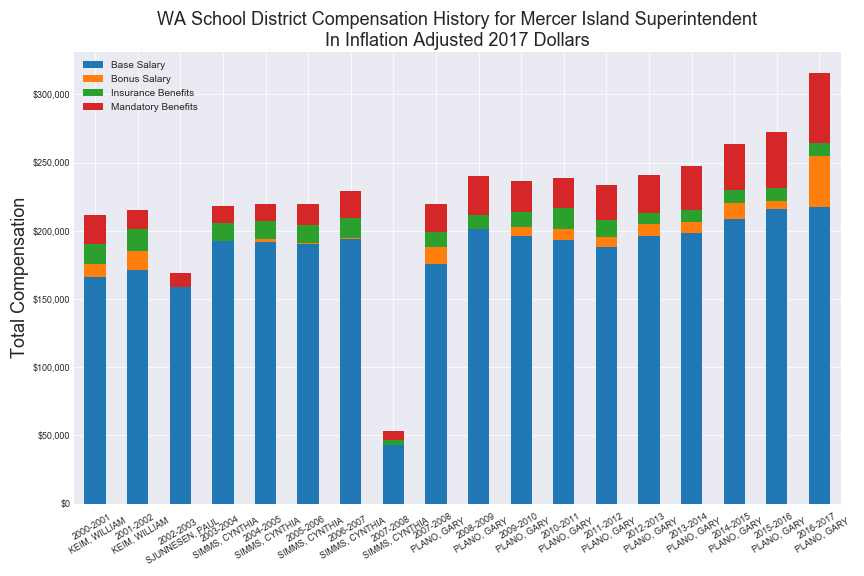 WA School District Compensation History for Mercer Island Superintendent
In Inflation Adjusted 2017 Dollars
Base Salary
Bonus Salary
Insurance Benefits
Mandatory Benefits
Total Compensation
$300,000
$250,000
$200,000
$150,000
$100,000
$50,000
$0
2000-2001
KEIM, WILLIAM
2001-2002
KEIM, WILLIAM
2002-2003
SJUNNESEN, PAUL
2003-2004
SIMMS, CYNTHIA
2004-2005
SIMMS, CYNTHIA
2005-2006
SIMMS, CYNTHIA
2006-2007
SIMMS, CYNTHIA
2007-2008
SIMMS, CYNTHIA
2007-2008
PLANO, GARY
2008-2009
PLANO, GARY
2009-2010
PLANO, GARY
2010-2011
PLANO, GARY
2011-2012
PLANO, GARY
2012-2013
PLANO, GARY
2013-2014
PLANO, GARY
2014-2015
PLANO, GARY
2015-2016
PLANO, GARY
2016-2017
PLANO, GARY